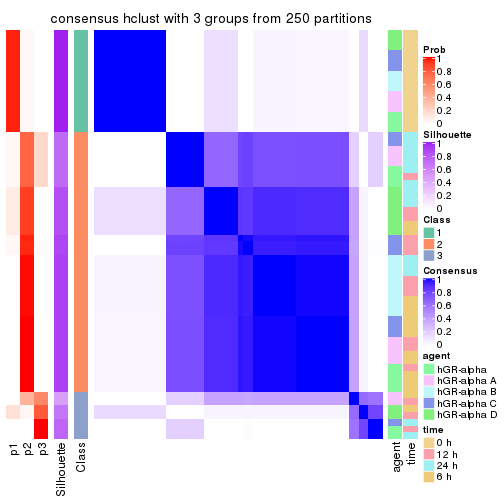 consensus hclust with 3 groups from 250 partitions
Prob
1
0.8
0.6
0.4
0.2
0
Silhouette
1
0.8
0.6
0.4
0.2
0
Class
1
2
3
Consensus
1
0.8
0.6
0.4
0.2
0
agent
hGR-alpha
hGR-alpha A
hGR-alpha B
hGR-alpha C
hGR-alpha D
time
0 h
12 h
24 h
6 h
p1
p2
p3
Silhouette
Class
agent
time